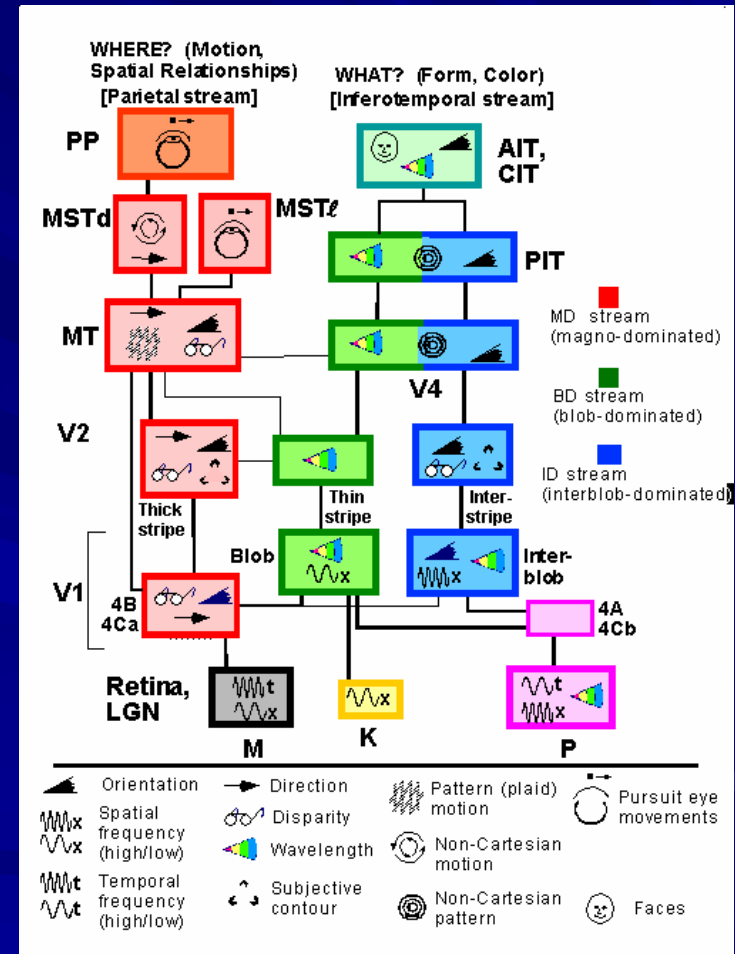 WHERE? (Motion,
Spatial Relationships)
[Parietal stream]
WHAT? (Form, Color)
[Inferotemporal stream]
PP
AIT,
CIT
MSTd
MSTℓ
PIT
MT
V4
MD stream
(magno-dominated)
BD stream
(blob-dominated)
ID stream
(interblob-dominated)
V2
Thick
stripe
Thin
stripe
Inter-
stripe
V1
Blob
Inter-
blob
x
x
4B
4Ca
4A
4Cb
Retina,
LGN
t
x
x
t
x
M
K
P
Orientation
Direction
Pattern (plaid)
motion
Pursuit eye
movements
x
x
Spatial
frequency
(high/low)
Disparity
Wavelength
Non-Cartesian
motion
t
t
Temporal
frequency
(high/low)
Subjective
contour
Non-Cartesian
pattern
Faces